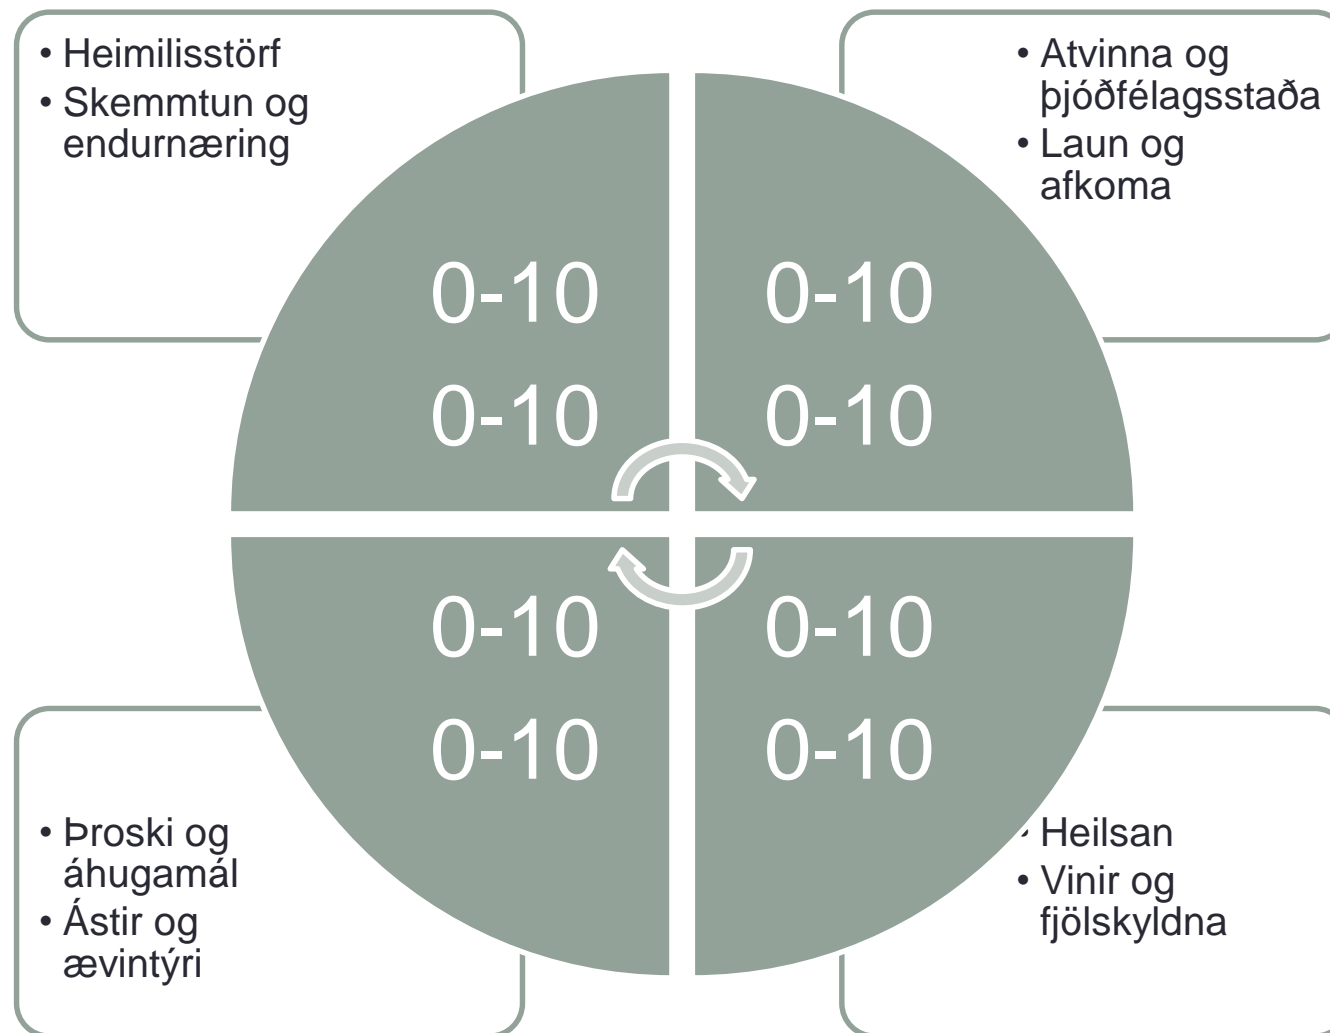 • Heimilisstörf
• Skemmtun og
endurnæring
• Atvinna og
þjóðfélagsstaða
• Laun og
afkoma
0-10
0-10
0-10
0-10
0-10
0-10
0-10
0-10
• Þroski og
áhugamál
• Ástir og
ævintýri
• Heilsan
• Vinir og
fjölskyldna